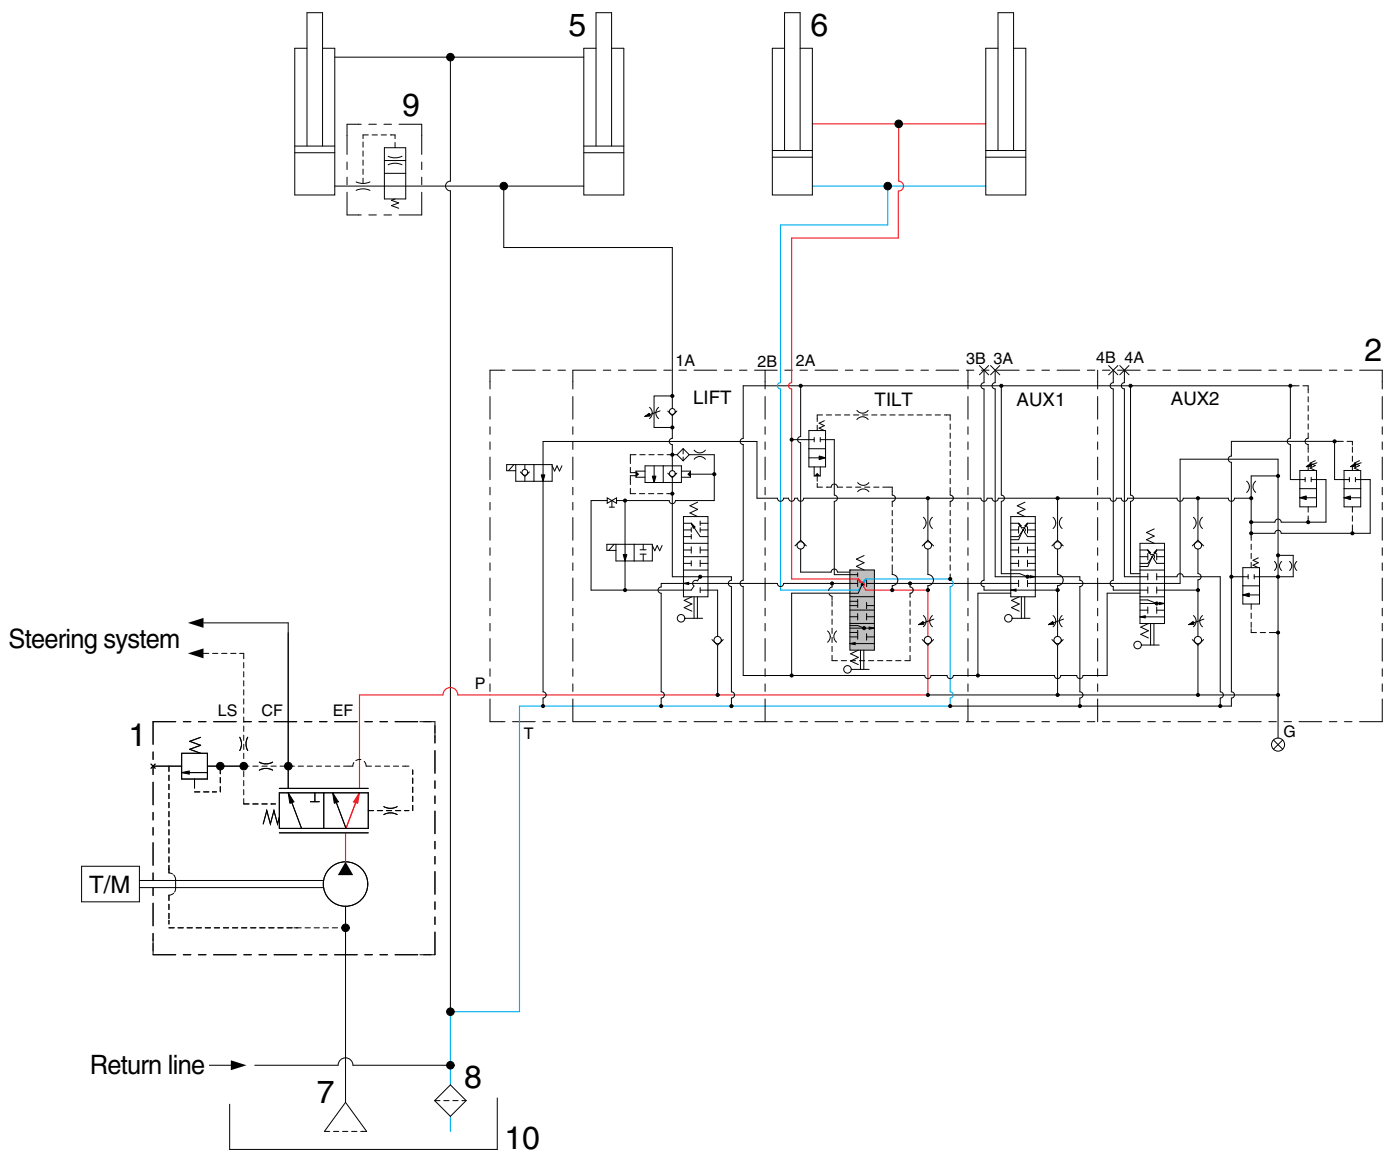 5
6
9
1A
2B
2A
3B
3A
4B
4A
2
LIFT
TILT
AUX1
AUX2
Steering system
P
LS
CF
EF
T
G
1
T/M
Return line
7
8
10